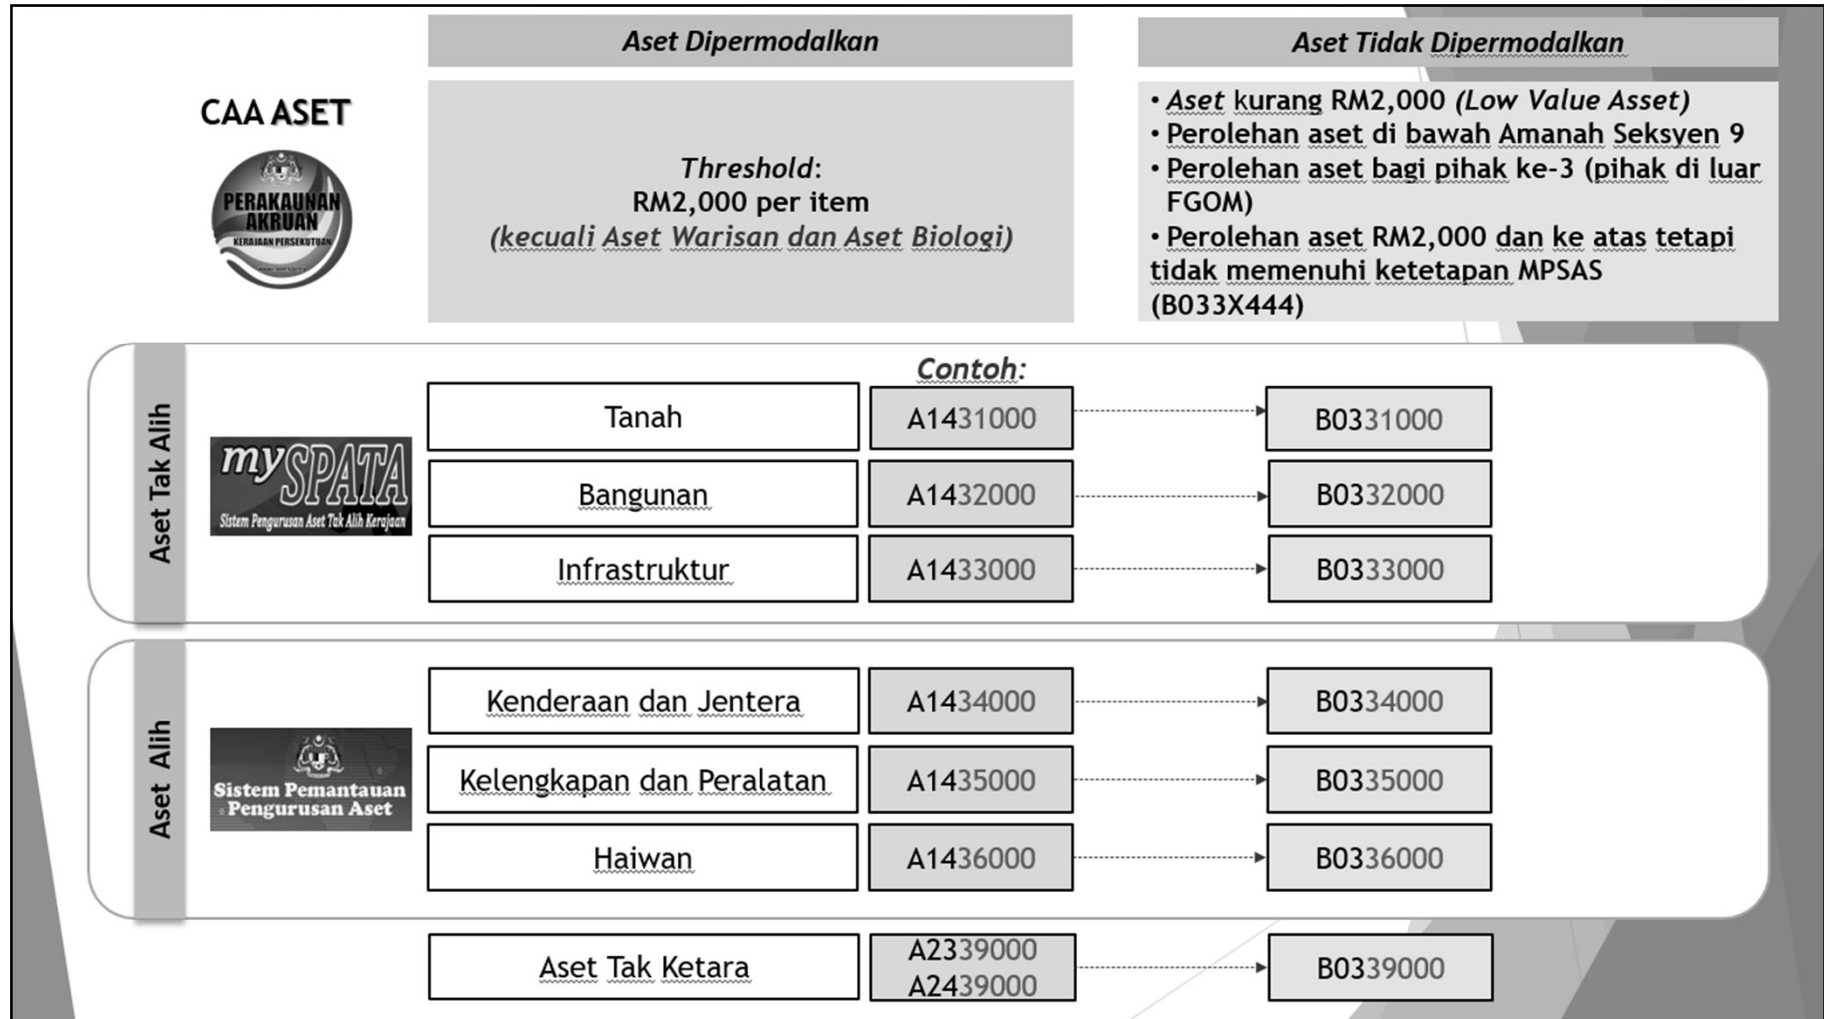 Aset Dipermodalkan
Aset Tidak Dipermodalkan
CAA ASET
PERAKAUNAN
AKRUAN
KERAJAAN PERSEKUTUAN
Threshold:
RM2,000 per item
(kecuali Aset Warisan dan Aset Biologi)
• Aset kurang RM2,000 (Low Value Asset)
• Perolehan aset di bawah Amanah Seksyen 9
• Perolehan aset bagi pihak ke-3 (pihak di luar
FGOM)
• Perolehan aset RM2,000 dan ke atas tetapi
tidak memenuhi ketetapan MPSAS
(B033X444)
Contoh:
Aset Tak Alih
mySPATA
Sistem Pengurusan Aset Tak Alih Kerajaan
Tanah
A1431000
B0331000
Bangunan
A1432000
B0332000
Infrastruktur
A1433000
B0333000
Aset Alih
Sistem Pemantauan
Pengurusan Aset
Kenderaan dan Jentera
A1434000
B0334000
Kelengkapan dan Peralatan
A1435000
B0335000
Haiwan
A1436000
B0336000
Aset Tak Ketara
A2339000
A2439000
B0339000